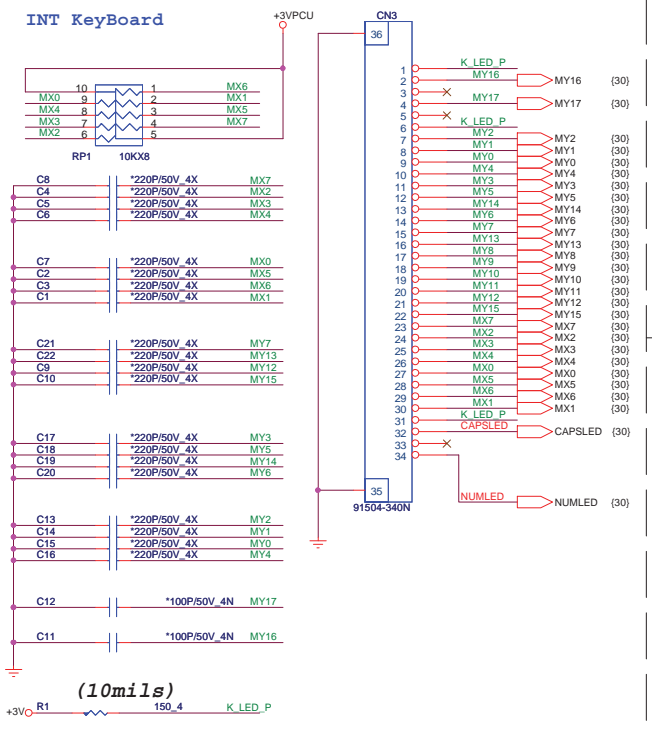 INT KeyBoard
+3VPCU
10 1 MX6
MX0 9 2 MX1
MX4 8 3 MX5
MX3 7 4 MX7
MX2 6 5
RP1 10KX8
C8 *220P/50V_4X MX7
C4 *220P/50V_4X MX2
C5 *220P/50V_4X MX3
C6 *220P/50V_4X MX4
C7 *220P/50V_4X MX0
C2 *220P/50V_4X MX5
C3 *220P/50V_4X MX6
C1 *220P/50V_4X MX1
C21 *220P/50V_4X MY7
C22 *220P/50V_4X MY13
C9 *220P/50V_4X MY12
C10 *220P/50V_4X MY15
C17 *220P/50V_4X MY3
C18 *220P/50V_4X MY5
C19 *220P/50V_4X MY14
C20 *220P/50V_4X MY6
C13 *220P/50V_4X MY2
C14 *220P/50V_4X MY1
C15 *220P/50V_4X MY0
C16 *220P/50V_4X MY4
C12 *100P/50V_4N MY17
C11 *100P/50V_4N MY16
(10mils)
+3V R1 150_4 K_LED_P
CN3
36
1 K_LED_P
2 MY16 MY16 {30}
3
4 MY17 MY17 {30}
5
6 K_LED_P
7 MY2 MY2 {30}
8 MY1 MY1 {30}
9 MY0 MY0 {30}
10 MY4 MY4 {30}
11 MY3 MY3 {30}
12 MY5 MY5 {30}
13 MY14 MY14 {30}
14 MY6 MY6 {30}
15 MY7 MY7 {30}
16 MY13 MY13 {30}
17 MY8 MY8 {30}
18 MY9 MY9 {30}
19 MY10 MY10 {30}
20 MY11 MY11 {30}
21 MY12 MY12 {30}
22 MY15 MY15 {30}
23 MX7 MX7 {30}
24 MX2 MX2 {30}
25 MX3 MX3 {30}
26 MX4 MX4 {30}
27 MX0 MX0 {30}
28 MX5 MX5 {30}
29 MX6 MX6 {30}
30 MX1 MX1 {30}
31 K_LED_P
32 CAPSLED CAPSLED {30}
33
34
35 NUMLED NUMLED {30}
91504-340N